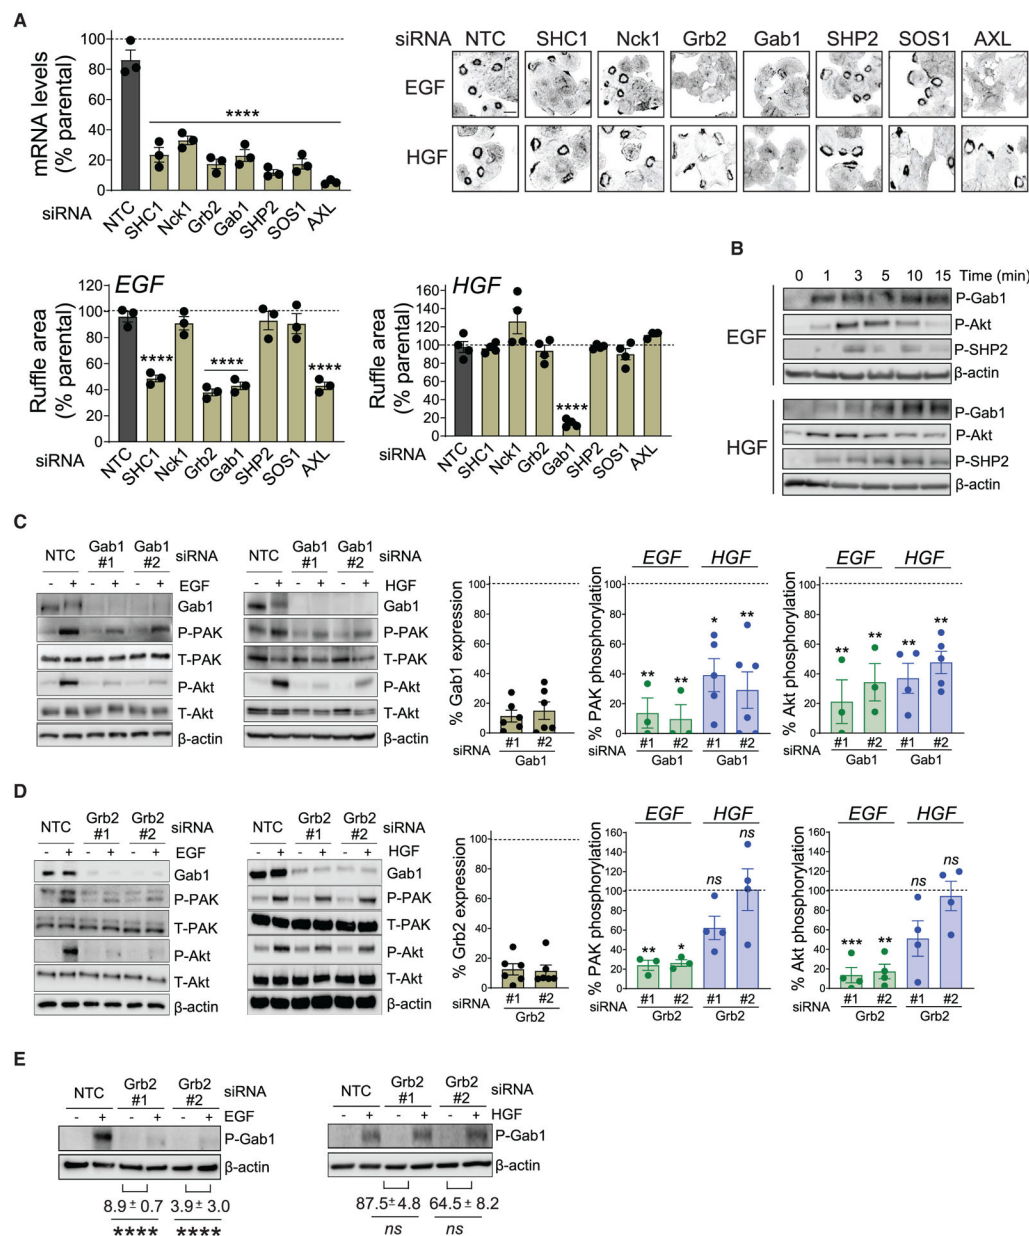 A
mRNA levels
(% parental)
100
80
60
40
20
0
****
siRNA
NTC
SHC1
Nck1
Grb2
Gab1
SHP2
SOS1
AXL
siRNA NTC SHC1 Nck1 Grb2 Gab1 SHP2 SOS1 AXL
EGF
HGF
EGF
Ruffle area
(% parental)
120
100
80
60
40
20
0
**** **** ****
siRNA
NTC
SHC1
Nck1
Grb2
Gab1
SHP2
SOS1
AXL
HGF
Ruffle area
(% parental)
160
140
120
100
80
60
40
20
0
****
siRNA
NTC
SHC1
Nck1
Grb2
Gab1
SHP2
SOS1
AXL
B
0 1 3 5 10 15 Time (min)
EGF
P-Gab1
P-Akt
P-SHP2
β-actin
HGF
P-Gab1
P-Akt
P-SHP2
β-actin
C
NTC Gab1 #1 Gab1 #2 siRNA
- + - + - + EGF
Gab1
P-PAK
T-PAK
P-Akt
T-Akt
β-actin
NTC Gab1 #1 Gab1 #2 siRNA
- + - + - + HGF
Gab1
P-PAK
T-PAK
P-Akt
T-Akt
β-actin
% Gab1 expression
100
80
60
40
20
0
siRNA #1 #2
Gab1
EGF HGF
% PAK phosphorylation
100
80
60
40
20
0
** ** * **
siRNA #1 #2 #1 #2
Gab1 Gab1
EGF HGF
% Akt phosphorylation
100
80
60
40
20
0
** ** ** **
siRNA #1 #2 #1 #2
Gab1 Gab1
D
NTC Grb2 #1 Grb2 #2 siRNA
- + - + - + EGF
Gab1
P-PAK
T-PAK
P-Akt
T-Akt
β-actin
NTC Grb2 #1 Grb2 #2 siRNA
- + - + - + HGF
Gab1
P-PAK
T-PAK
P-Akt
T-Akt
β-actin
% Grb2 expression
100
80
60
40
20
0
siRNA #1 #2
Grb2
EGF HGF
% PAK phosphorylation
160
140
120
100
80
60
40
20
0
** * ns ns
siRNA #1 #2 #1 #2
Grb2 Grb2
EGF HGF
% Akt phosphorylation
160
140
120
100
80
60
40
20
0
*** ** ns ns
siRNA #1 #2 #1 #2
Grb2 Grb2
E
NTC Grb2 #1 Grb2 #2 siRNA
- + - + - + EGF
P-Gab1
β-actin
8.9 ± 0.7 3.9 ± 3.0
**** ****
NTC Grb2 #1 Grb2 #2 siRNA
- + - + - + HGF
P-Gab1
β-actin
87.5 ± 4.8 64.5 ± 8.2
ns ns